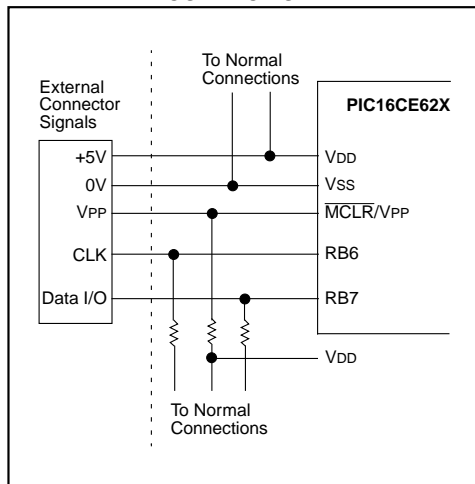 To Normal
Connections
External
Connector
Signals
PIC16CE62X
+5V
VDD
0V
VSS
VPP
MCLR/VPP
CLK
RB6
Data I/O
RB7
VDD
To Normal
Connections